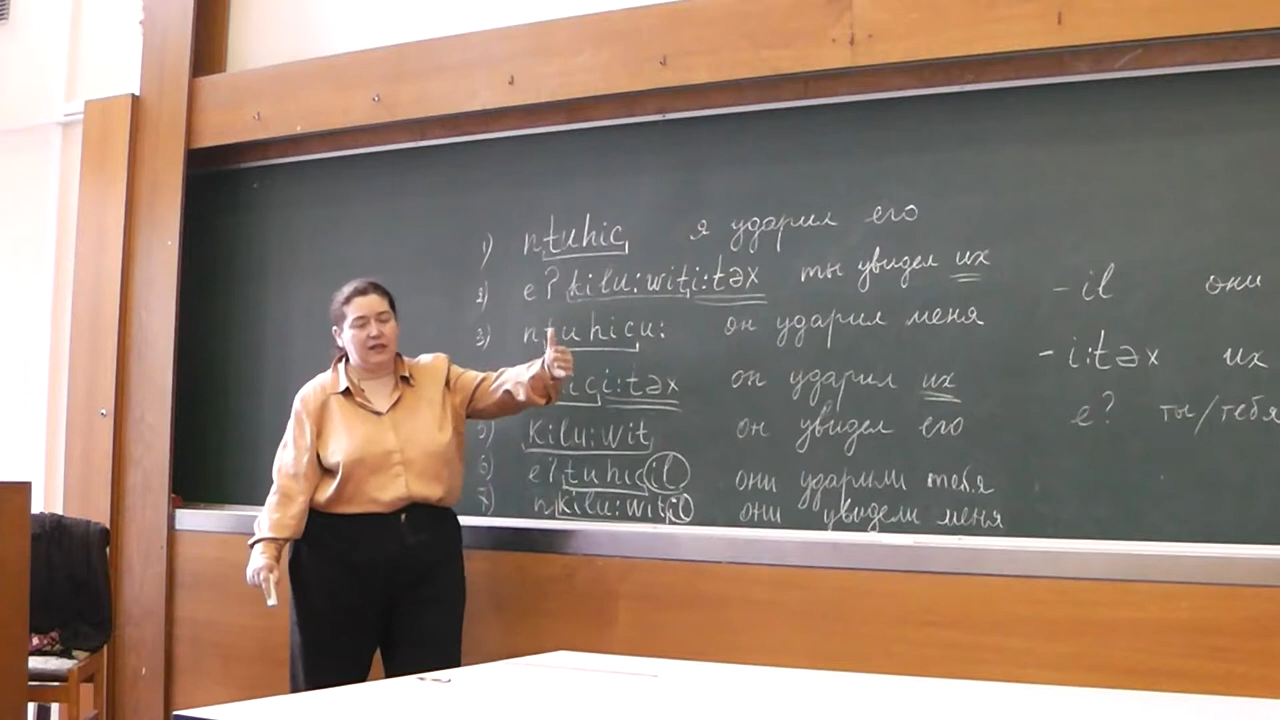 1) ntuhic я ударил его
2) e?kilu:witi:təx ты увидел их
3) ntuhicu: он ударил меня
ici:təx он ударил их
5) kilu:wit он увидел его
6) e?tuhicil они ударили тебя
7) nkilu:witil они увидели меня
-il они
-i:təx их
e? ты/тебя